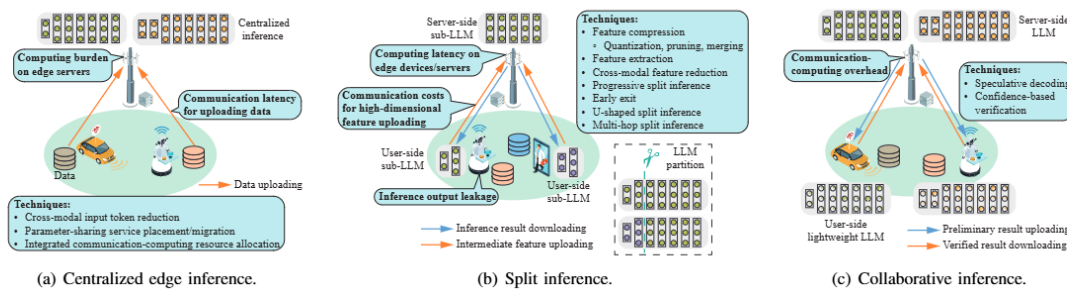 Centralized
inference
Computing burden
on edge servers
Communication latency
for uploading data
Data
Data uploading
Techniques:
• Cross-modal input token reduction
• Parameter-sharing service placement/migration
• Integrated communication-computing resource allocation
(a) Centralized edge inference.
Server-side
sub-LLM
Computing latency on
edge devices/servers
Communication costs
for high-dimensional
feature uploading
Techniques:
• Feature compression
◦ Quantization, pruning, merging
• Feature extraction
• Cross-modal feature reduction
• Progressive split inference
• Early exit
• U-shaped split inference
• Multi-hop split inference
User-side
sub-LLM
User-side
sub-LLM
Inference output leakage
LLM
partition
Inference result downloading
Intermediate feature uploading
(b) Split inference.
Server-side
LLM
Communication-
computing overhead
Techniques:
• Speculative decoding
• Confidence-based
verification
User-side
lightweight LLM
Preliminary result uploading
Verified result downloading
(c) Collaborative inference.